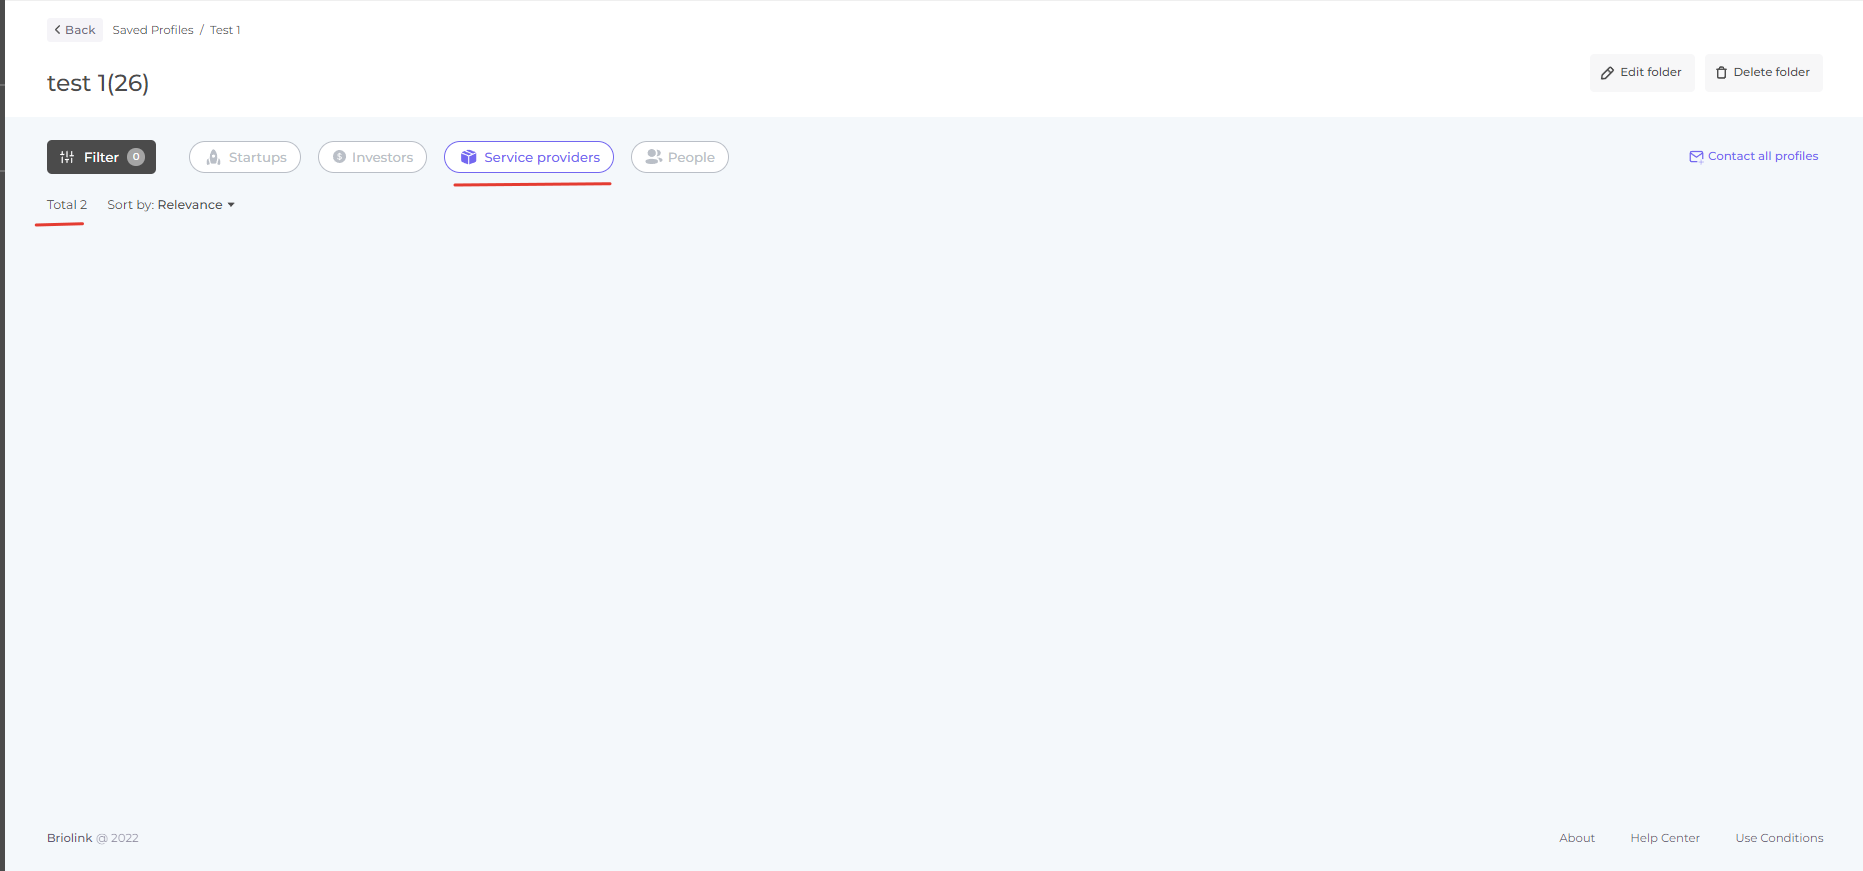 Back Saved Profiles / Test 1
test 1(26)
Edit folder Delete folder
Filter 0 Startups Investors Service providers People Contact all profiles
Total 2 Sort by: Relevance
Briolink @ 2022 About Help Center Use Conditions